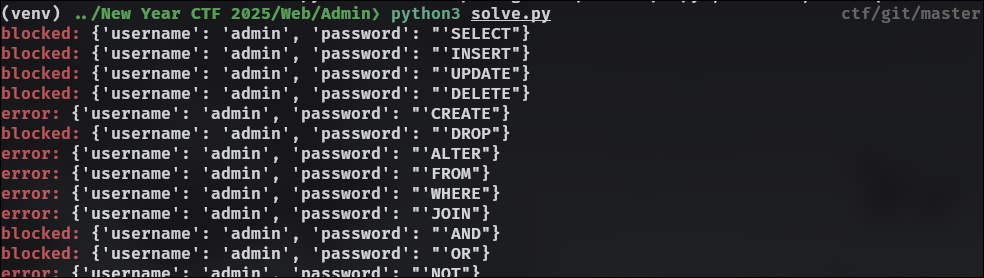 (venv) ../New Year CTF 2025/Web/Admin❯ python3 solve.py ctf/git/master
blocked: {'username': 'admin', 'password': "'SELECT"}
blocked: {'username': 'admin', 'password': "'INSERT"}
blocked: {'username': 'admin', 'password': "'UPDATE"}
blocked: {'username': 'admin', 'password': "'DELETE"}
error: {'username': 'admin', 'password': "'CREATE"}
blocked: {'username': 'admin', 'password': "'DROP"}
error: {'username': 'admin', 'password': "'ALTER"}
error: {'username': 'admin', 'password': "'FROM"}
error: {'username': 'admin', 'password': "'WHERE"}
error: {'username': 'admin', 'password': "'JOIN"}
blocked: {'username': 'admin', 'password': "'AND"}
blocked: {'username': 'admin', 'password': "'OR"}
error: {'username': 'admin', 'password': "'NOT"}